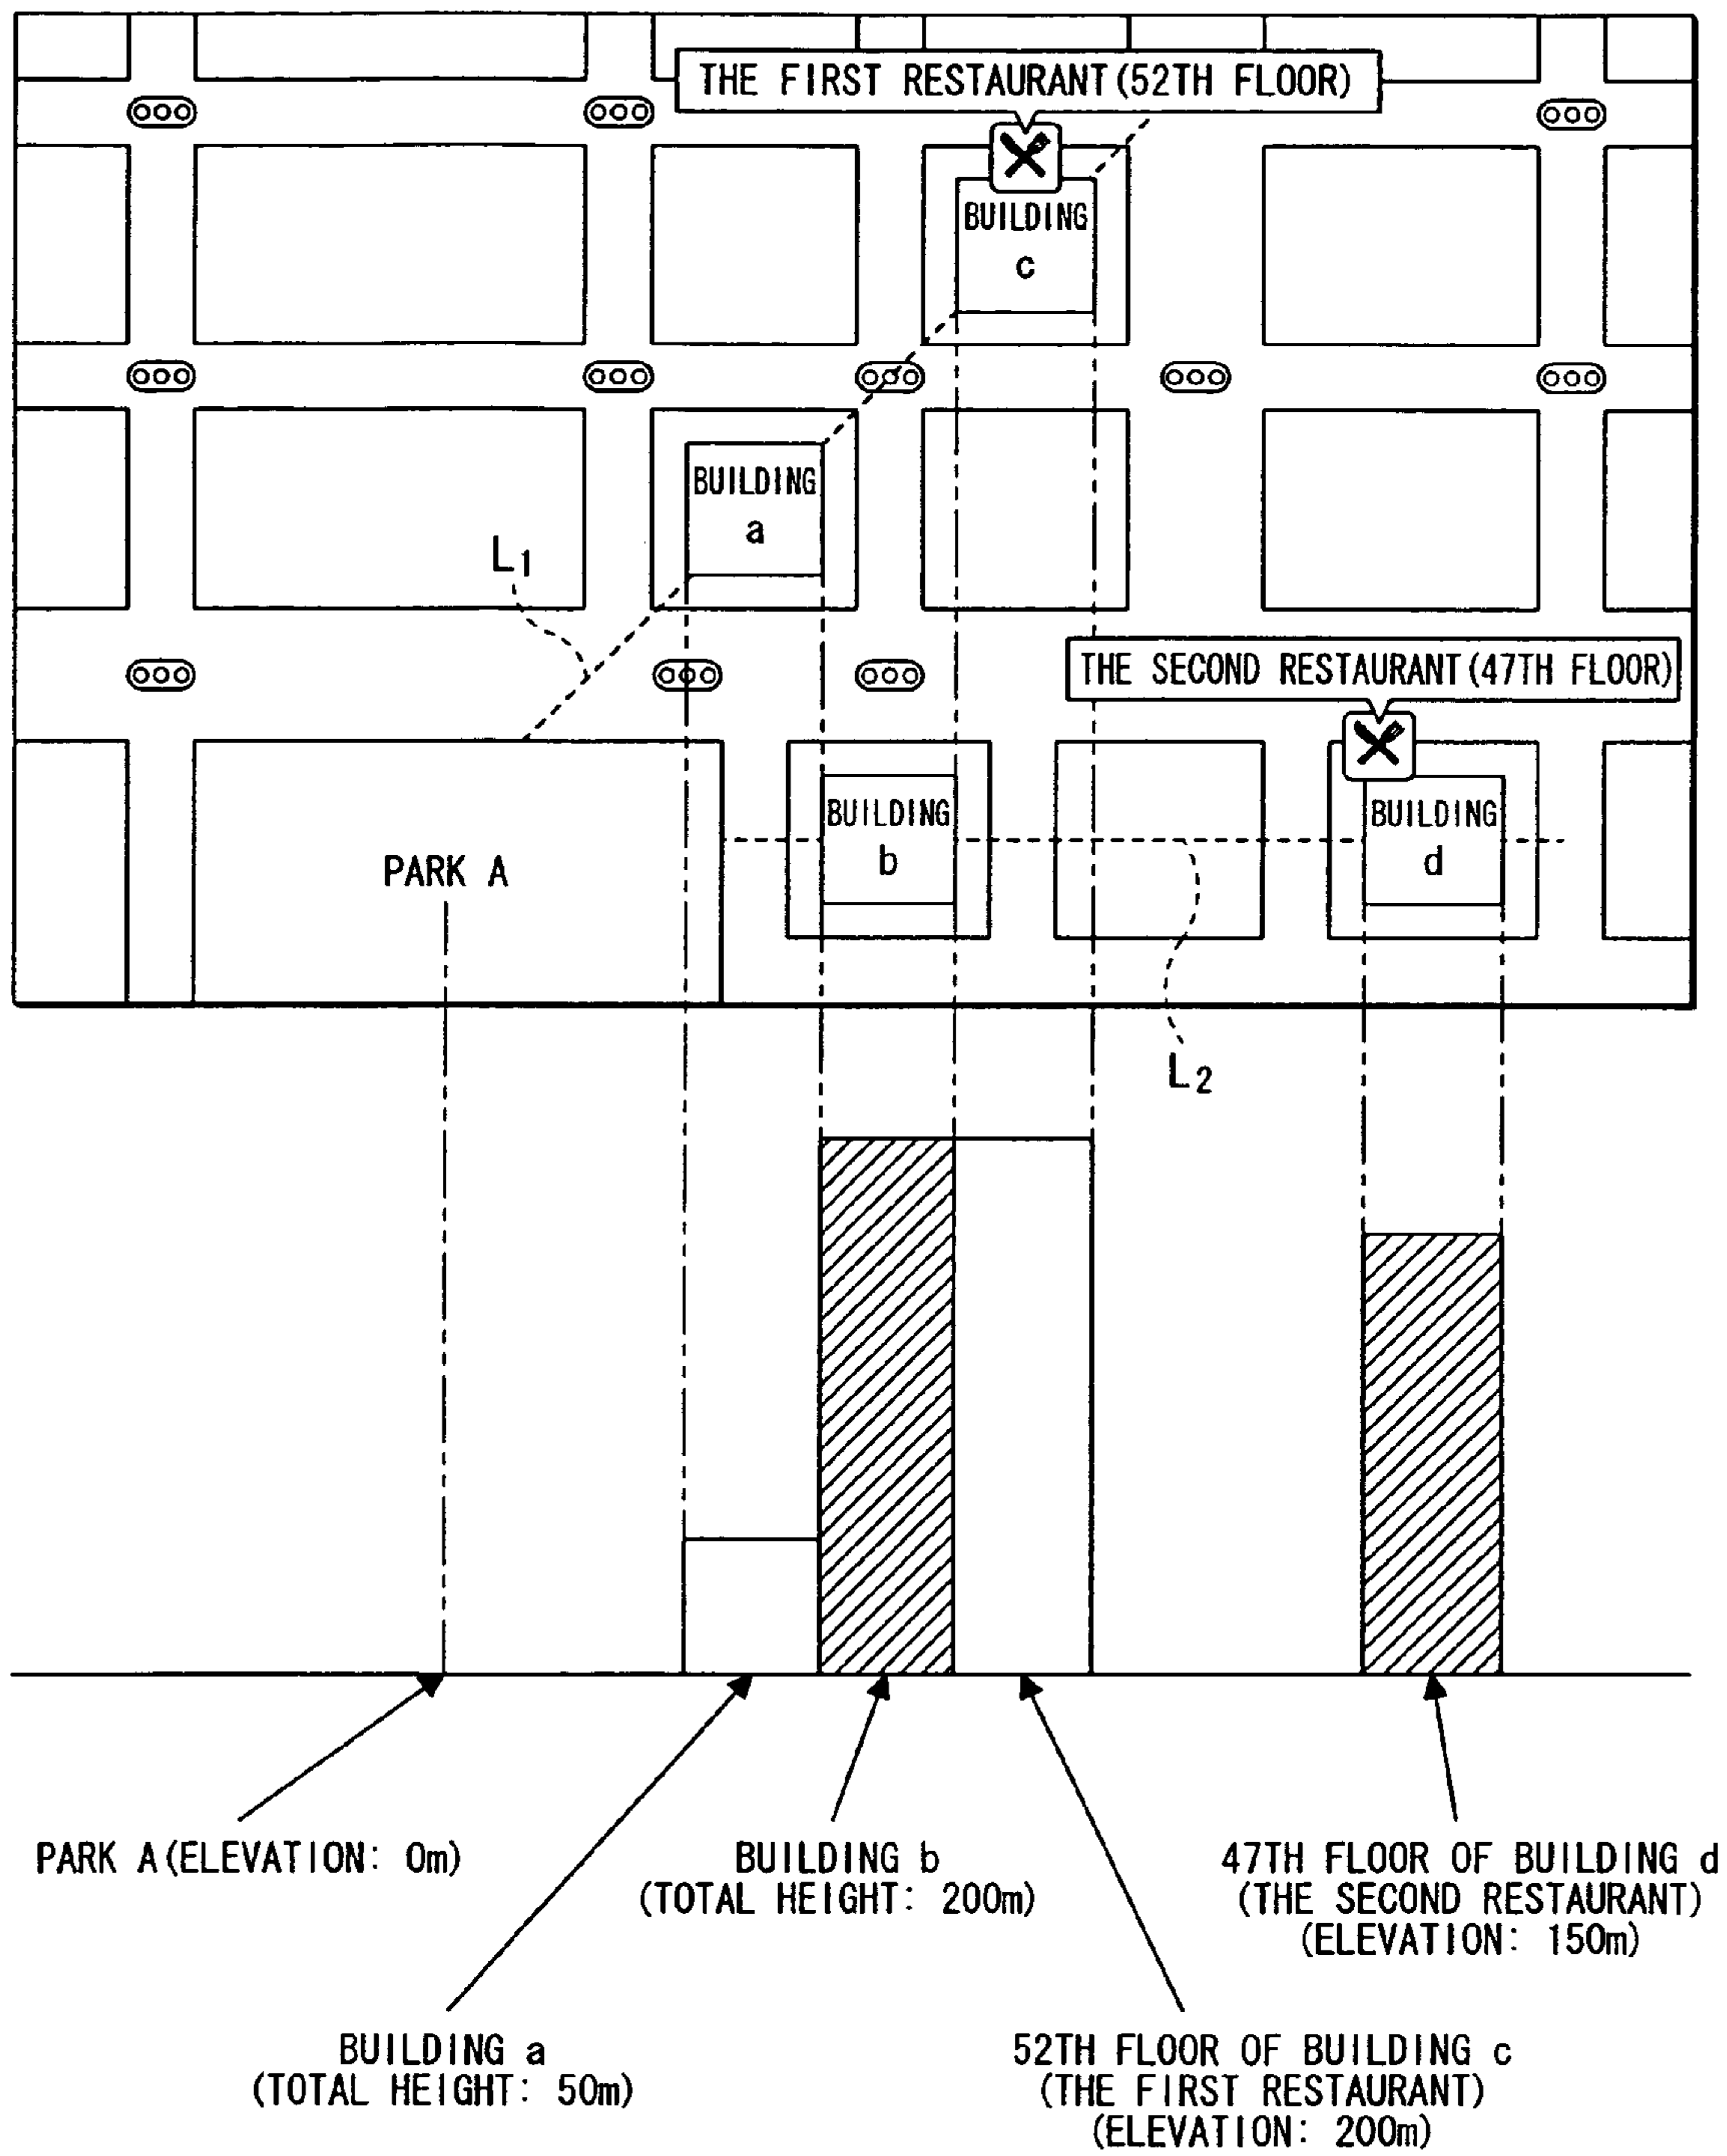 THE FIRST RESTAURANT(52TH FLOOR)
BUILDING
c
BUILDING
a
L1
THE SECOND RESTAURANT(47TH FLOOR)
BUILDING
b
BUILDING
d
PARK A
L2
PARK A(ELEVATION: 0m)
BUILDING b
(TOTAL HEIGHT: 200m)
47TH FLOOR OF BUILDING d
(THE SECOND RESTAURANT)
(ELEVATION: 150m)
BUILDING a
(TOTAL HEIGHT: 50m)
52TH FLOOR OF BUILDING c
(THE FIRST RESTAURANT)
(ELEVATION: 200m)